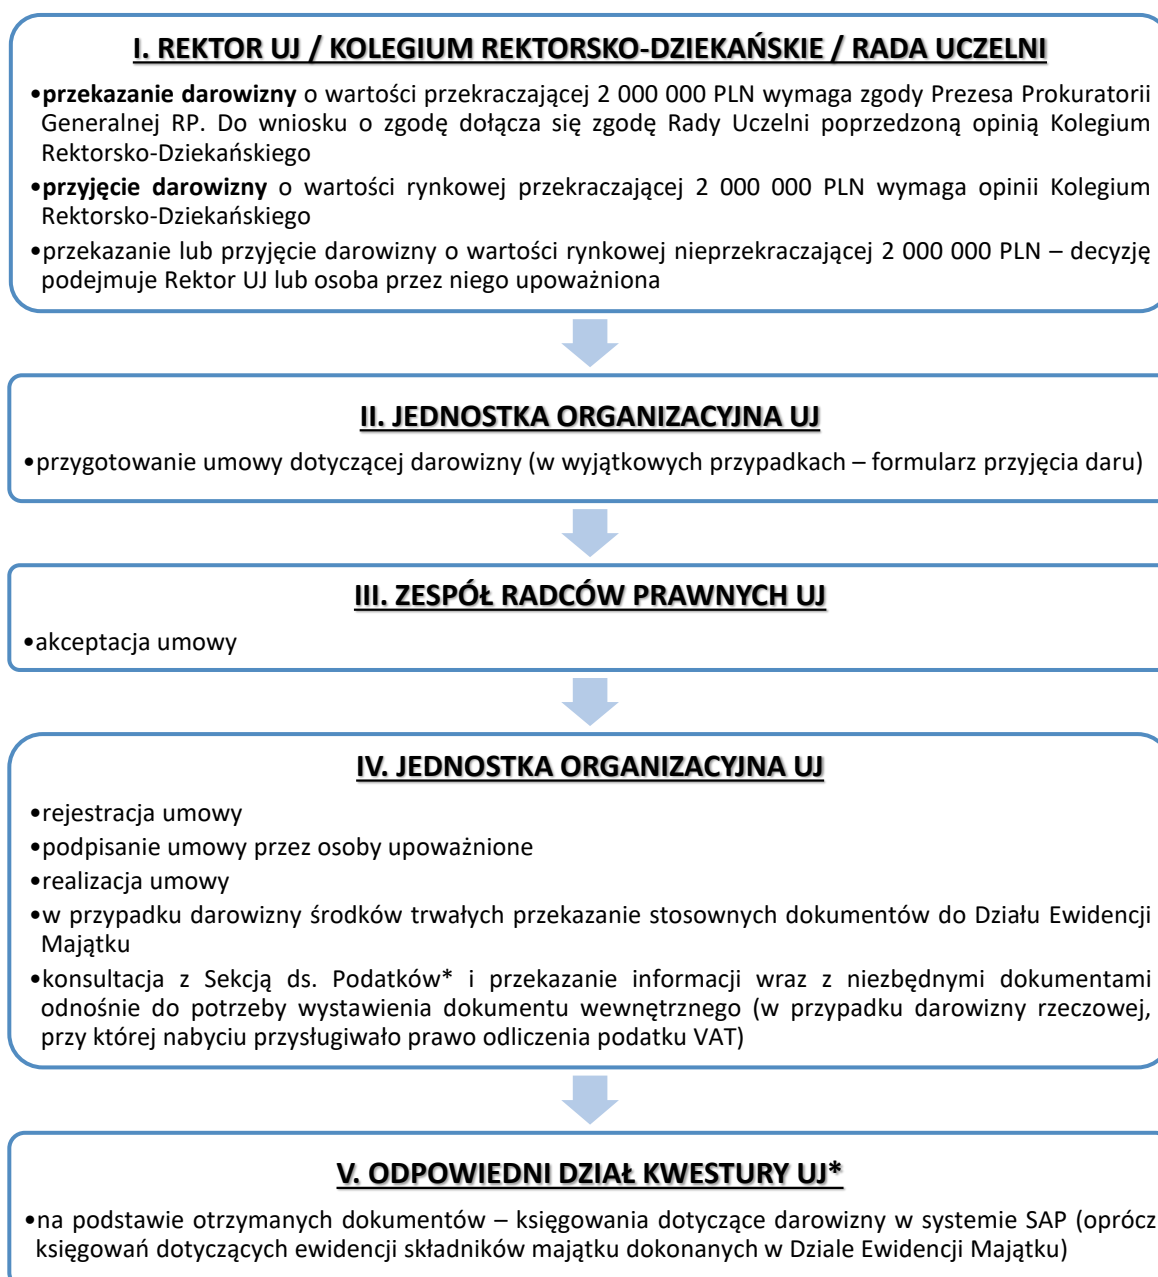 I. REKTOR UJ / KOLEGIUM REKTORSKO-DZIEKAŃSKIE / RADA UCZELNI
•przekazanie darowizny o wartości przekraczającej 2 000 000 PLN wymaga zgody Prezesa Prokuratorii
Generalnej RP. Do wniosku o zgodę dołącza się zgodę Rady Uczelni poprzedzoną opinią Kolegium
Rektorsko-Dziekańskiego
•przyjęcie darowizny o wartości rynkowej przekraczającej 2 000 000 PLN wymaga opinii Kolegium
Rektorsko-Dziekańskiego
•przekazanie lub przyjęcie darowizny o wartości rynkowej nieprzekraczającej 2 000 000 PLN – decyzję
podejmuje Rektor UJ lub osoba przez niego upoważniona
II. JEDNOSTKA ORGANIZACYJNA UJ
•przygotowanie umowy dotyczącej darowizny (w wyjątkowych przypadkach – formularz przyjęcia daru)
III. ZESPÓŁ RADCÓW PRAWNYCH UJ
•akceptacja umowy
IV. JEDNOSTKA ORGANIZACYJNA UJ
•rejestracja umowy
•podpisanie umowy przez osoby upoważnione
•realizacja umowy
•w przypadku darowizny środków trwałych przekazanie stosownych dokumentów do Działu Ewidencji
Majątku
•konsultacja z Sekcją ds. Podatków* i przekazanie informacji wraz z niezbędnymi dokumentami
odnośnie do potrzeby wystawienia dokumentu wewnętrznego (w przypadku darowizny rzeczowej,
przy której nabyciu przysługiwało prawo odliczenia podatku VAT)
V. ODPOWIEDNI DZIAŁ KWESTURY UJ*
•na podstawie otrzymanych dokumentów – księgowania dotyczące darowizny w systemie SAP (oprócz
księgowań dotyczących ewidencji składników majątku dokonanych w Dziale Ewidencji Majątku)